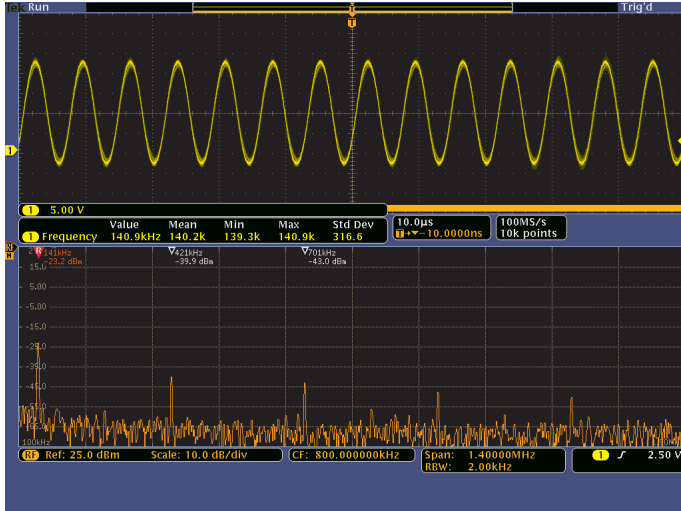 Tek Run Trig'd
T
1
1 5.00 V
Value Mean Min Max Std Dev
1 Frequency 140.9kHz 140.2k 139.3k 140.9k 316.6
10.0µs
T→▼−10.0000ns
100MS/s
10k points
R 141kHz
-23.2 dBm
421kHz
-39.9 dBm
701kHz
-43.0 dBm
15.0
5.00
-5.00
-15.0
-25.0
-35.0
-45.0
100kHz
RF Ref: 25.0 dBm Scale: 10.0 dB/div
CF: 800.000000kHz
Span: 1.40000MHz
RBW: 2.00kHz
1 2.50 V